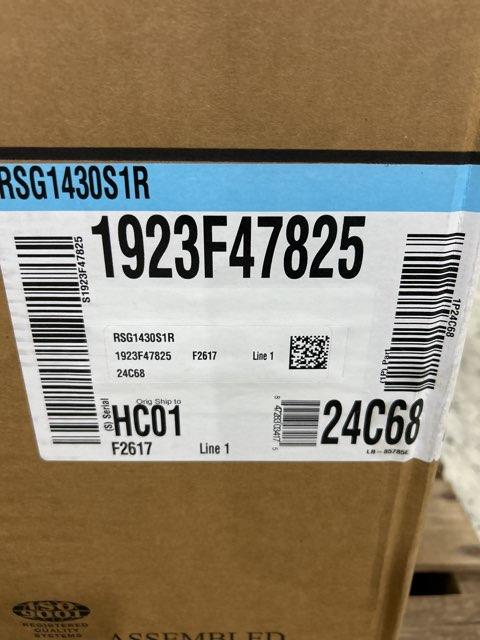 RSG1430S1R
1923F47825
S1923F47825
1P24C68
RSG1430S1R
1923F47825 F2617 Line 1
24C68
(1P) Part
(S) Serial
Orig Ship to
HC01
24C68
F2617 Line 1
ISO
9001
REGISTERED
QUALITY
SYSTEMS
ASSEMBLED